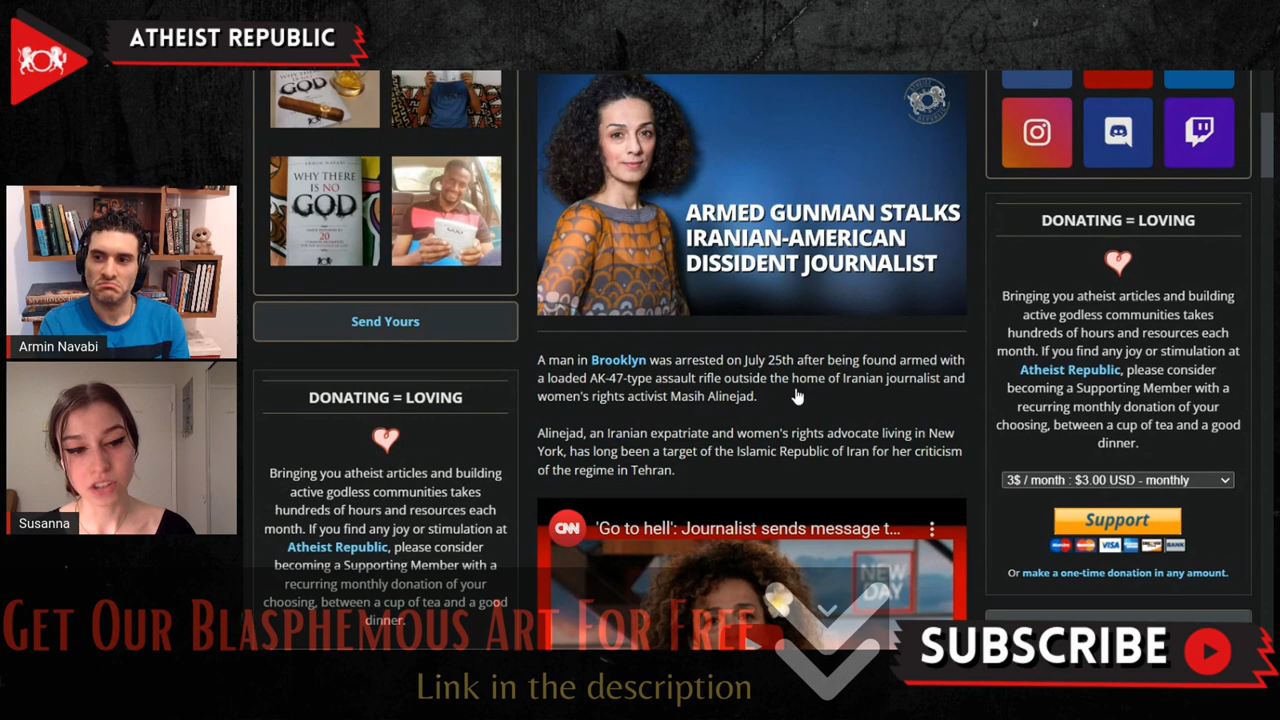 ATHEIST REPUBLIC
GOD
ARMIN NAVABI
WHY THERE
IS NO
GOD
20
Send Yours
DONATING = LOVING
Bringing you atheist articles and building
active godless communities takes
hundreds of hours and resources each
month. If you find any joy or stimulation at
Atheist Republic, please consider
becoming a Supporting Member with a
recurring monthly donation of your
choosing, between a cup of tea and a good
dinner.
ARMED GUNMAN STALKS
IRANIAN-AMERICAN
DISSIDENT JOURNALIST
A man in Brooklyn was arrested on July 25th after being found armed with
a loaded AK-47-type assault rifle outside the home of Iranian journalist and
women's rights activist Masih Alinejad.
Alinejad, an Iranian expatriate and women's rights advocate living in New
York, has long been a target of the Islamic Republic of Iran for her criticism
of the regime in Tehran.
CNN
'Go to hell': Journalist sends message t...
NEW
DAY
DONATING = LOVING
Bringing you atheist articles and building
active godless communities takes
hundreds of hours and resources each
month. If you find any joy or stimulation at
Atheist Republic, please consider
becoming a Supporting Member with a
recurring monthly donation of your
choosing, between a cup of tea and a good
dinner.
3$ / month : $3.00 USD - monthly
Support
VISA
BANK
Or make a one-time donation in any amount.
Armin Navabi
Susanna
GET OUR BLASPHEMOUS ART FOR FREE
Link in the description
SUBSCRIBE